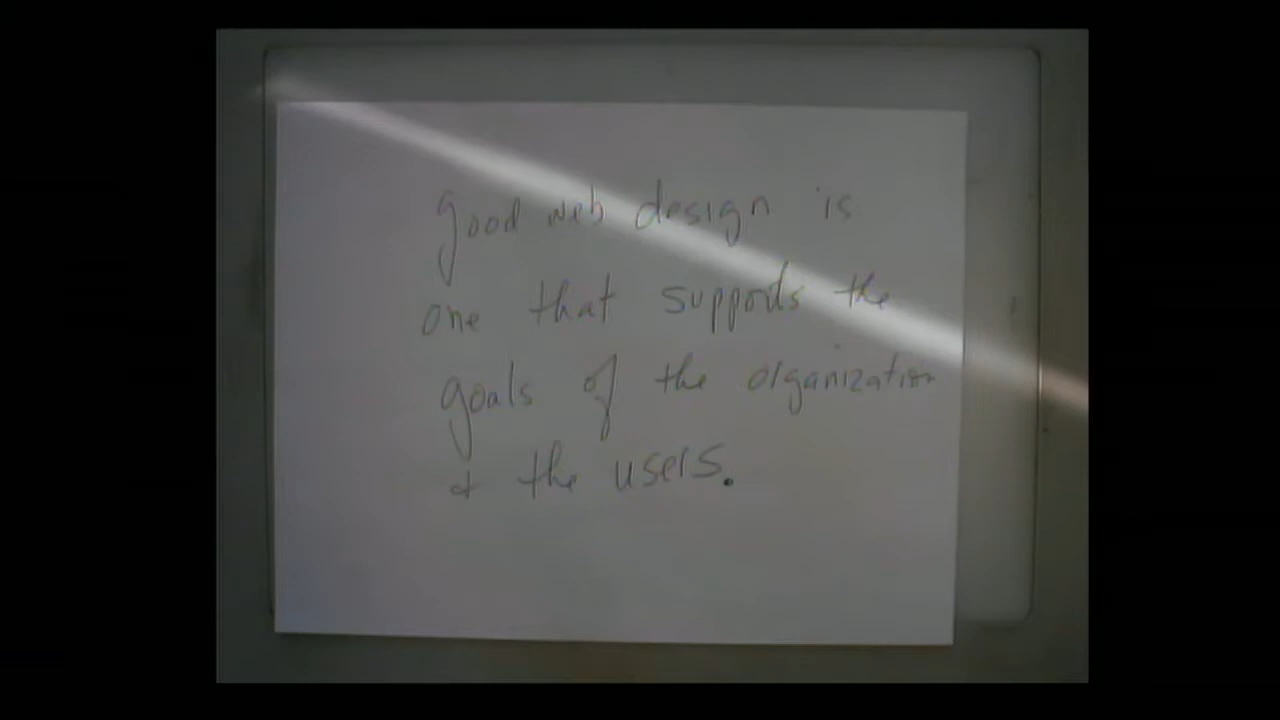 good web design is
one that supports the
goals of the organization
+ the users.